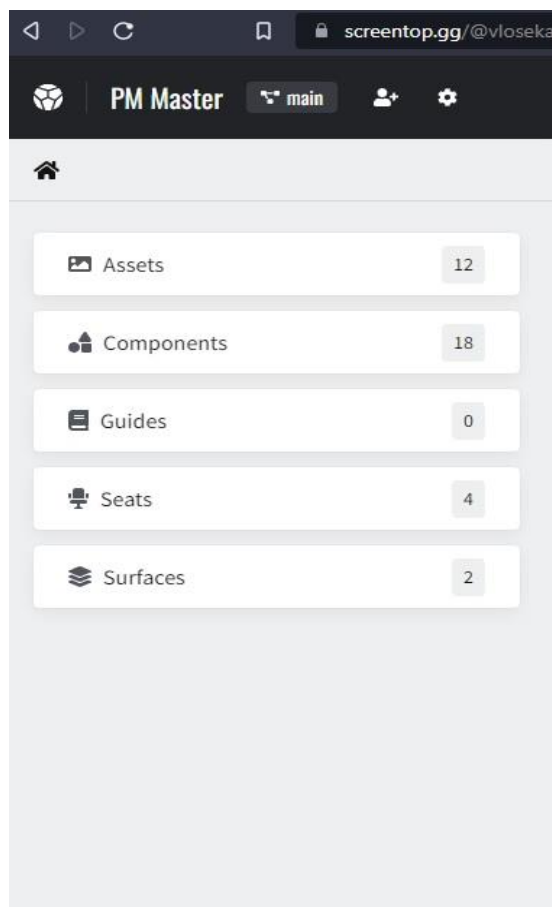 screentop.gg/@vloseka
PM Master main
Assets 12
Components 18
Guides 0
Seats 4
Surfaces 2